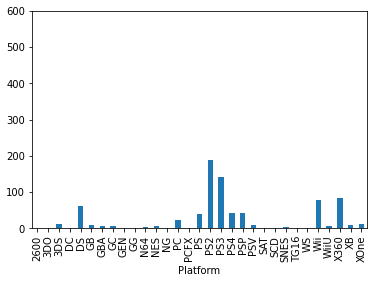 600
500
400
300
200
100
0
2600
3DO
3DS
DC
DS
GB
GBA
GC
GEN
GG
N64
NES
NG
PC
PCFX
PS
PS2
PS3
PS4
PSP
PSV
SAT
SCD
SNES
TG16
WS
Wii
WiiU
X360
XB
XOne
Platform